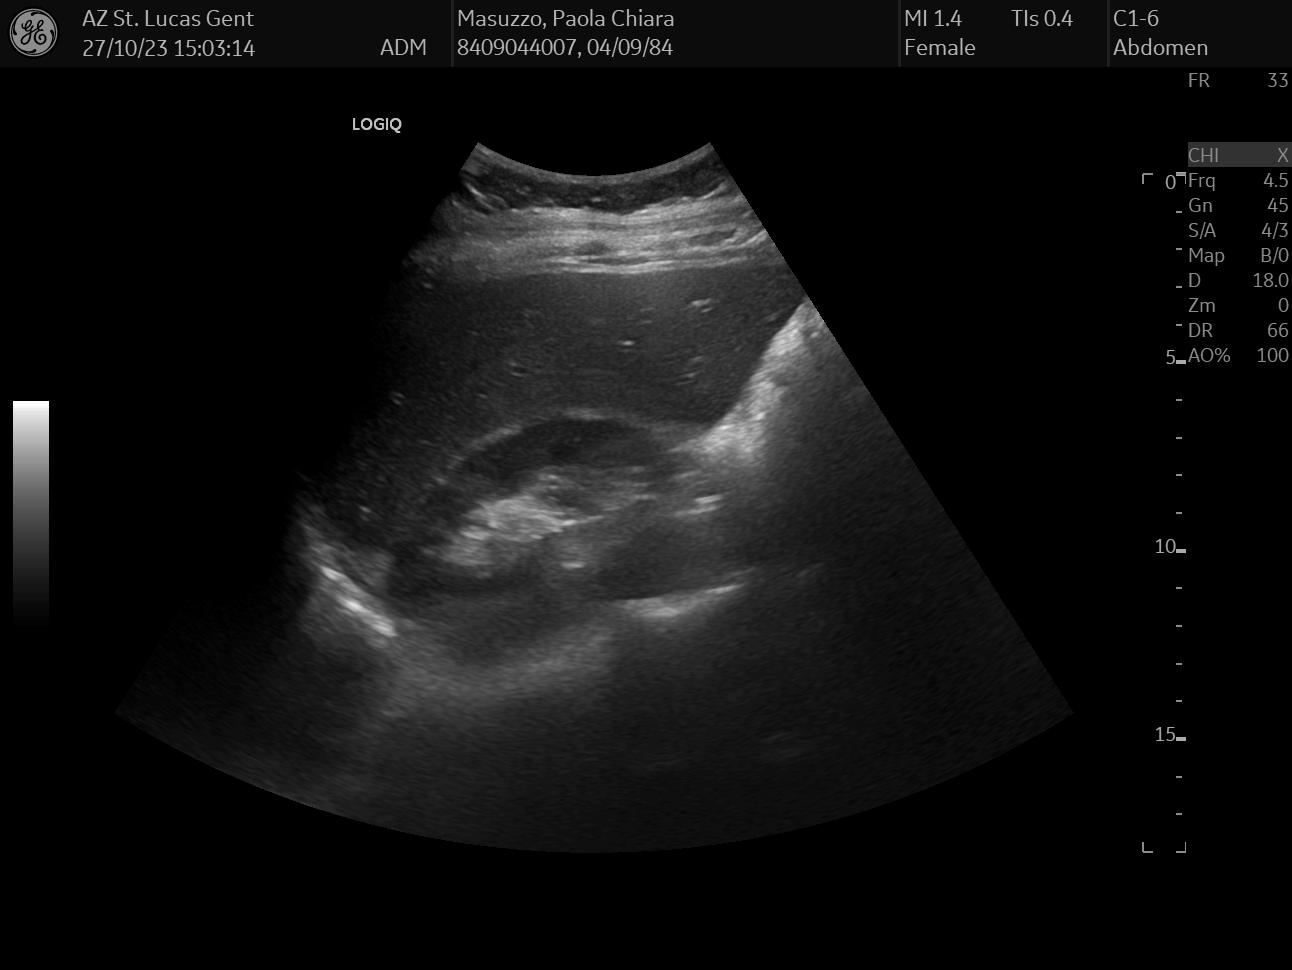 AZ St. Lucas Gent
27/10/23 15:03:14 ADM
Masuzzo, Paola Chiara
8409044007, 04/09/84
MI 1.4 TIs 0.4
Female
C1-6
Abdomen
FR 33
LOGIQ
CHI X
Frq 4.5
Gn 45
S/A 4/3
Map B/0
D 18.0
Zm 0
DR 66
AO% 100
0
5
10
15
GE